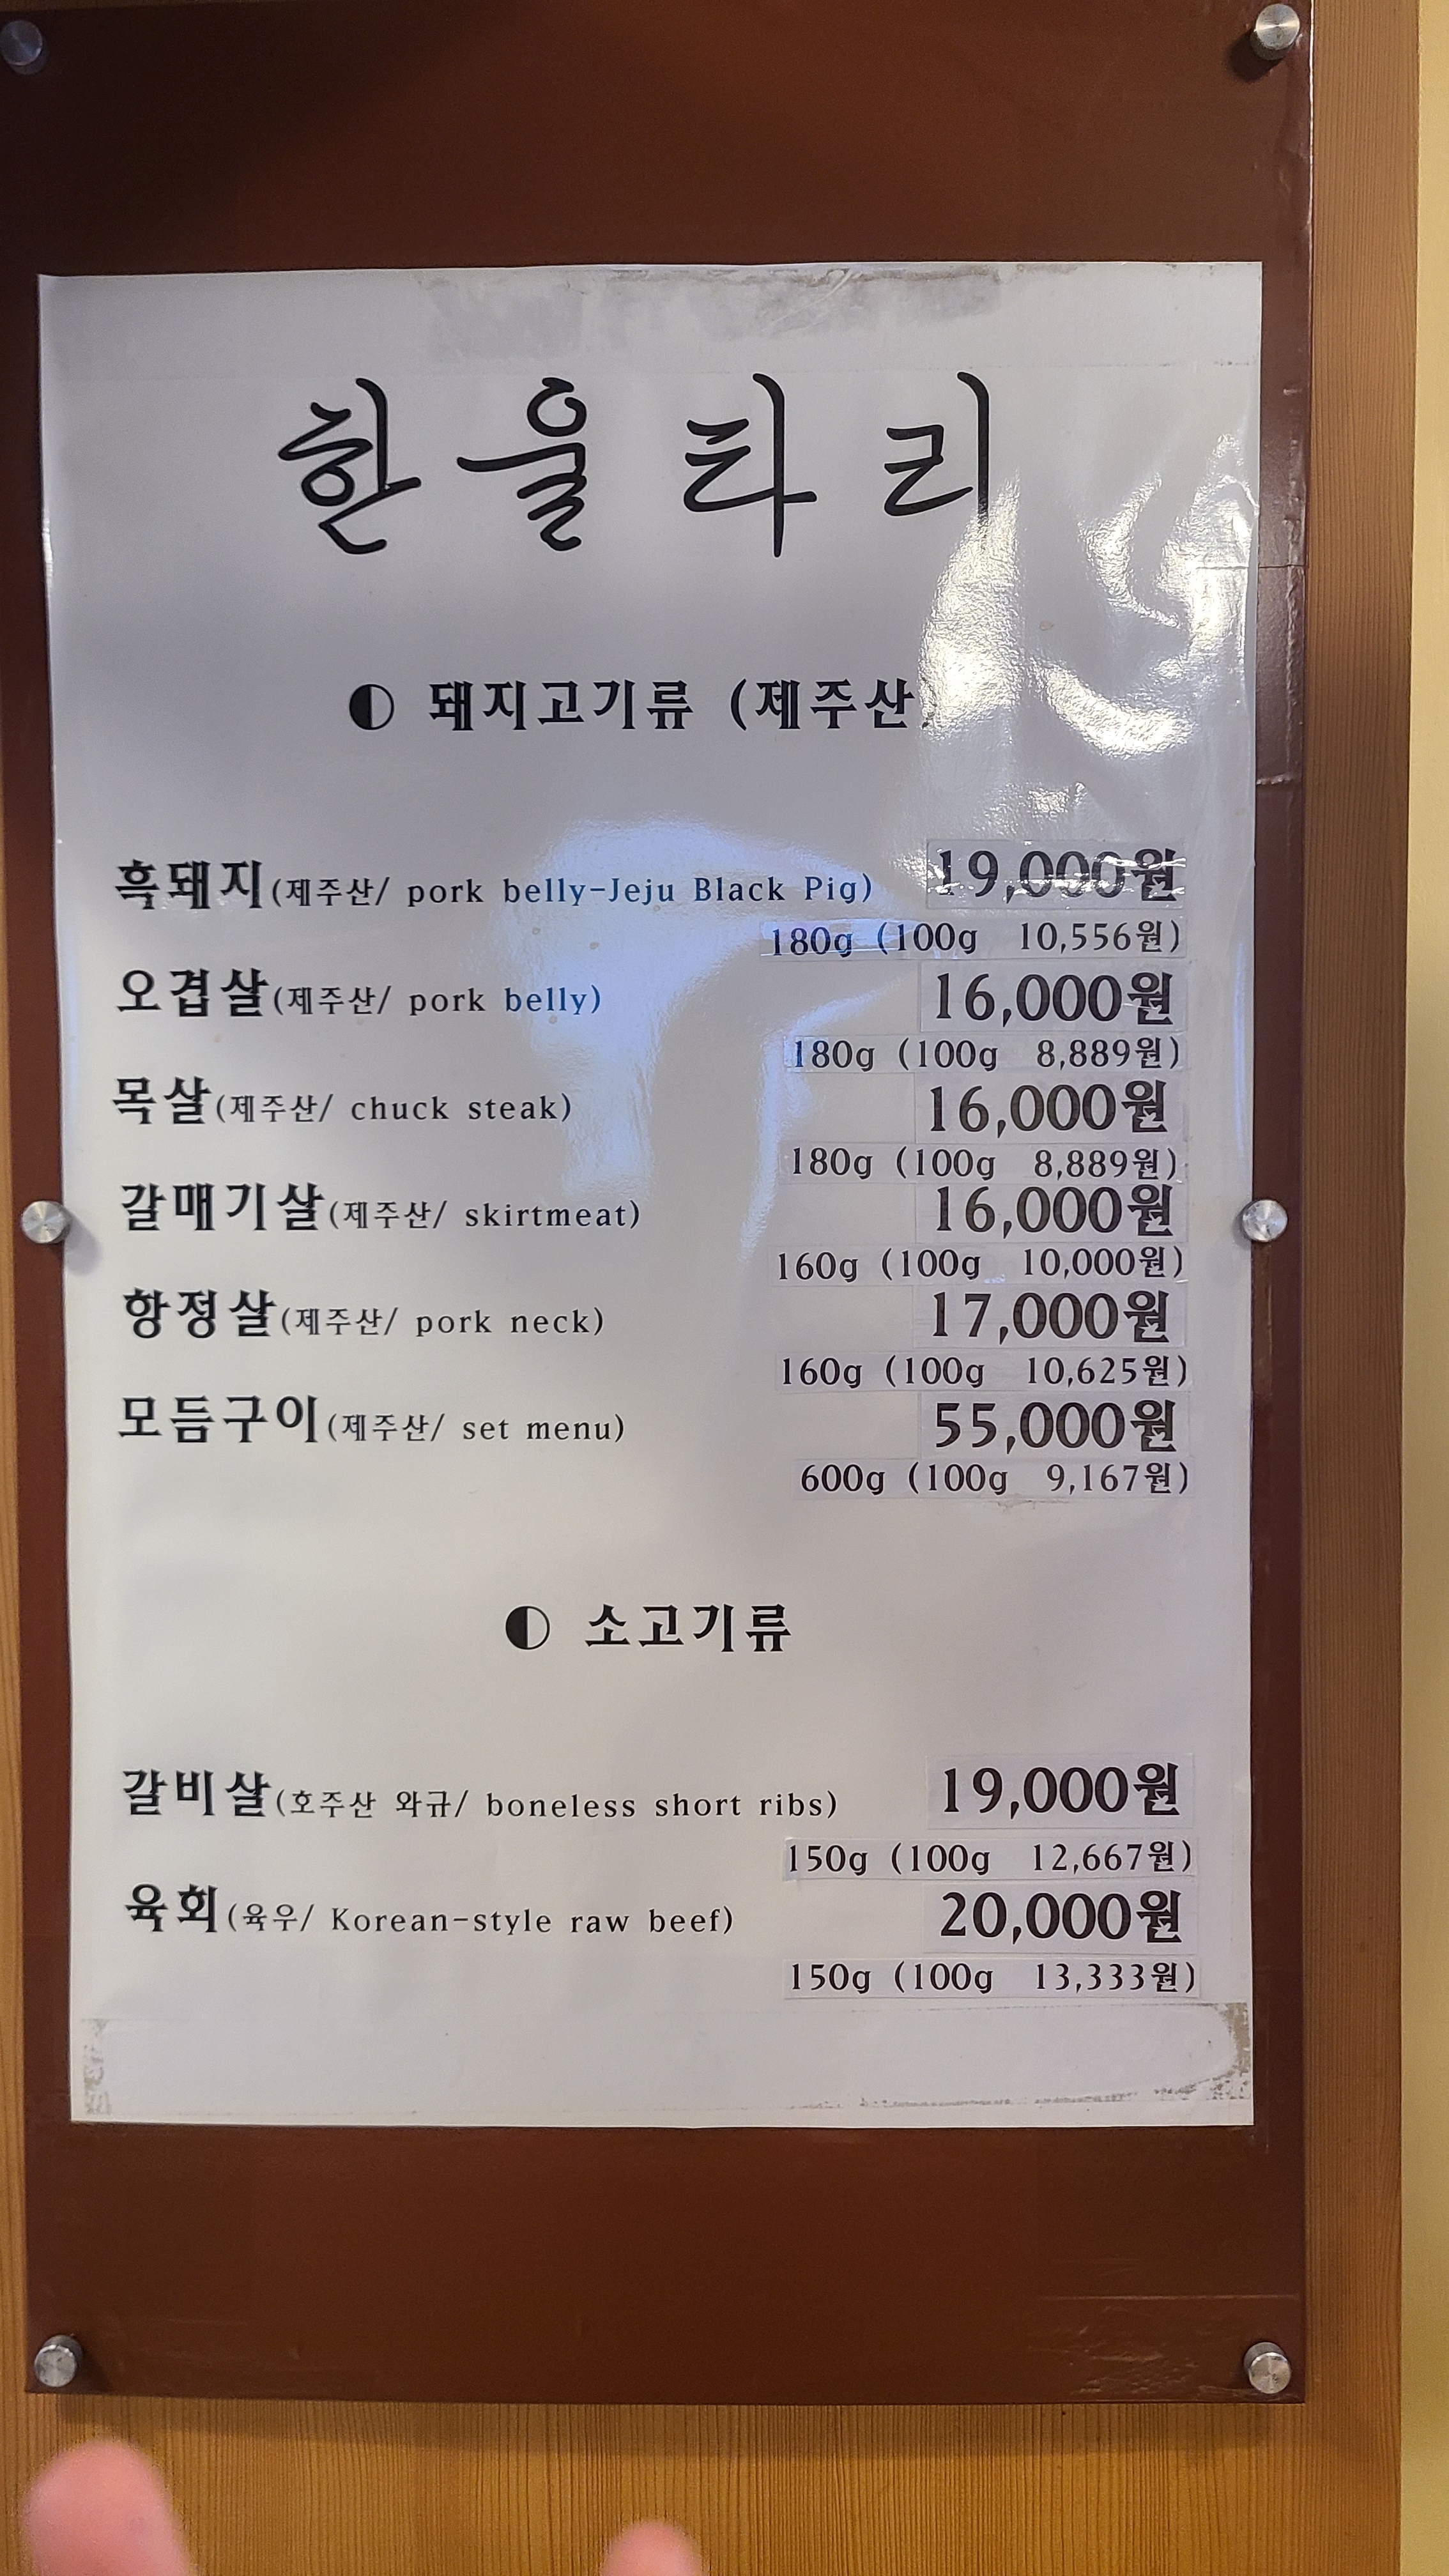 한울타리
◐ 돼지고기류 (제주산)
흑돼지(제주산/ pork belly-Jeju Black Pig) 19,000원
180g (100g 10,556원)
오겹살(제주산/ pork belly) 16,000원
180g (100g 8,889원)
목살(제주산/ chuck steak) 16,000원
180g (100g 8,889원)
갈매기살(제주산/ skirtmeat) 16,000원
160g (100g 10,000원)
항정살(제주산/ pork neck) 17,000원
160g (100g 10,625원)
모듬구이(제주산/ set menu) 55,000원
600g (100g 9,167원)
◐ 소고기류
갈비살(호주산 와규/ boneless short ribs) 19,000원
150g (100g 12,667원)
육회(육우/ Korean-style raw beef) 20,000원
150g (100g 13,333원)